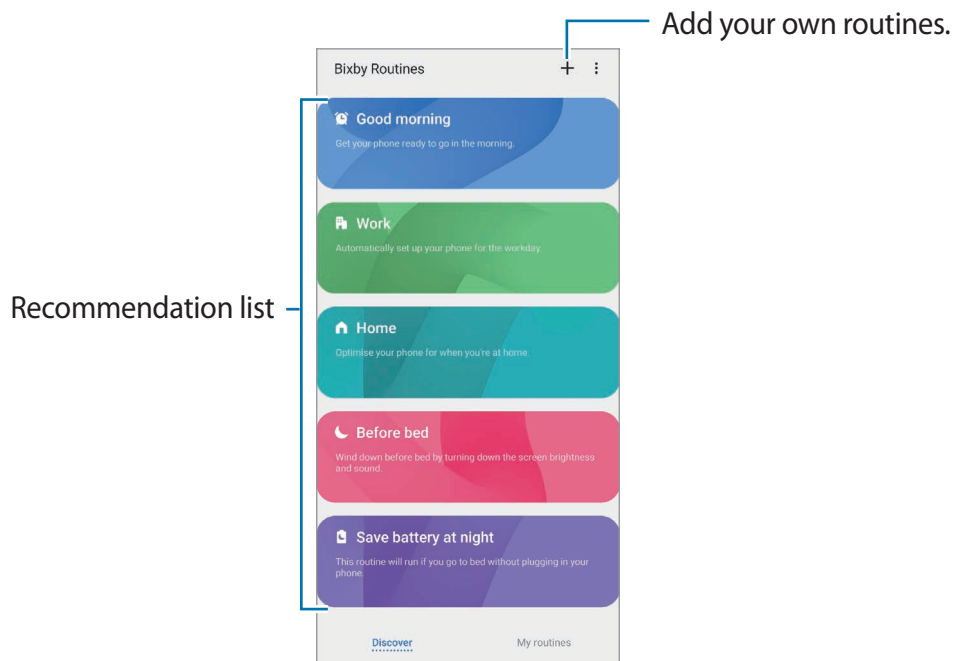 Add your own routines.
Bixby Routines
Good morning
Get your phone ready to go in the morning.
Work
Automatically set up your phone for the workday.
Recommendation list
Home
Optimise your phone for when you're at home.
Before bed
Wind down before bed by turning down the screen brightness
and sound.
Save battery at night
This routine will run if you go to bed without plugging in your
phone.
Discover
My routines